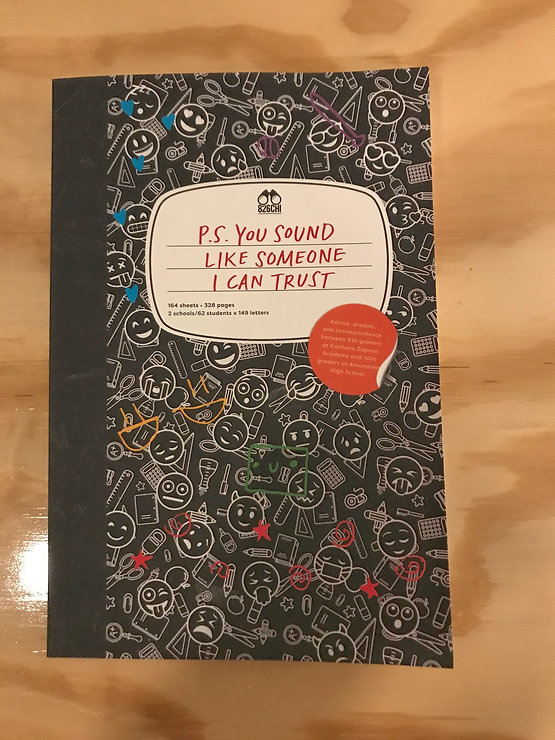 826CHI
P.S. YOU SOUND
LIKE SOMEONE
I CAN TRUST
164 sheets • 328 pages
2 schools/62 students x 149 letters
Advice, dreams,
and correspondence
between 6th graders
at Emiliano Zapata
Academy and 10th
graders at Amundsen
High School